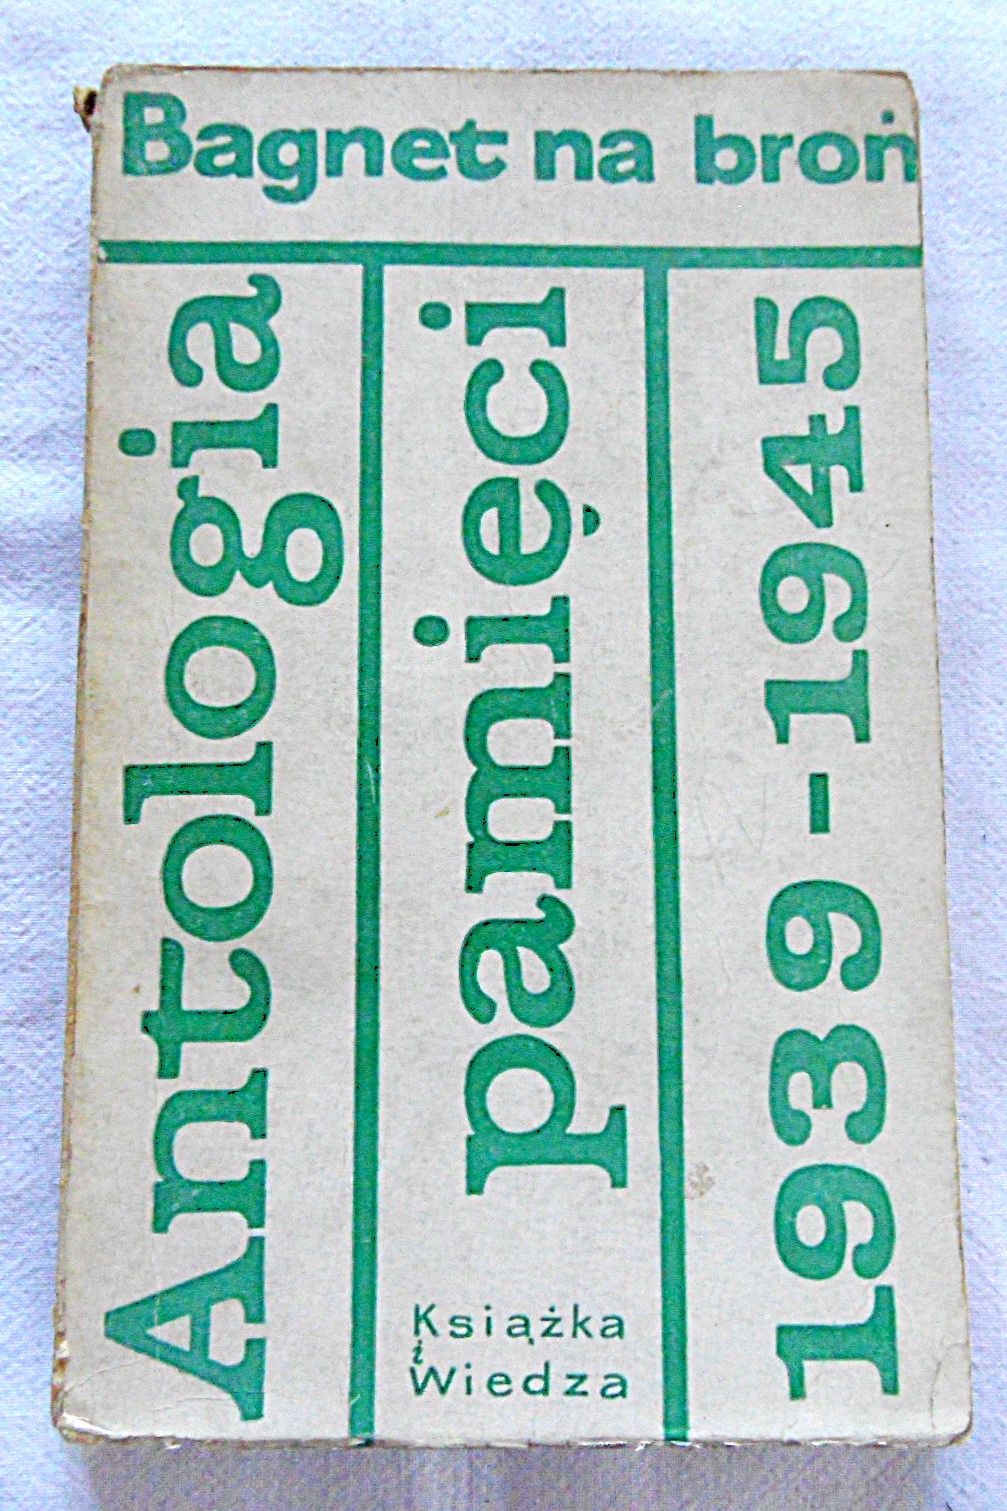 Bagnet na broń
Antologia
pamięci
1939-1945
Książka
i
Wiedza